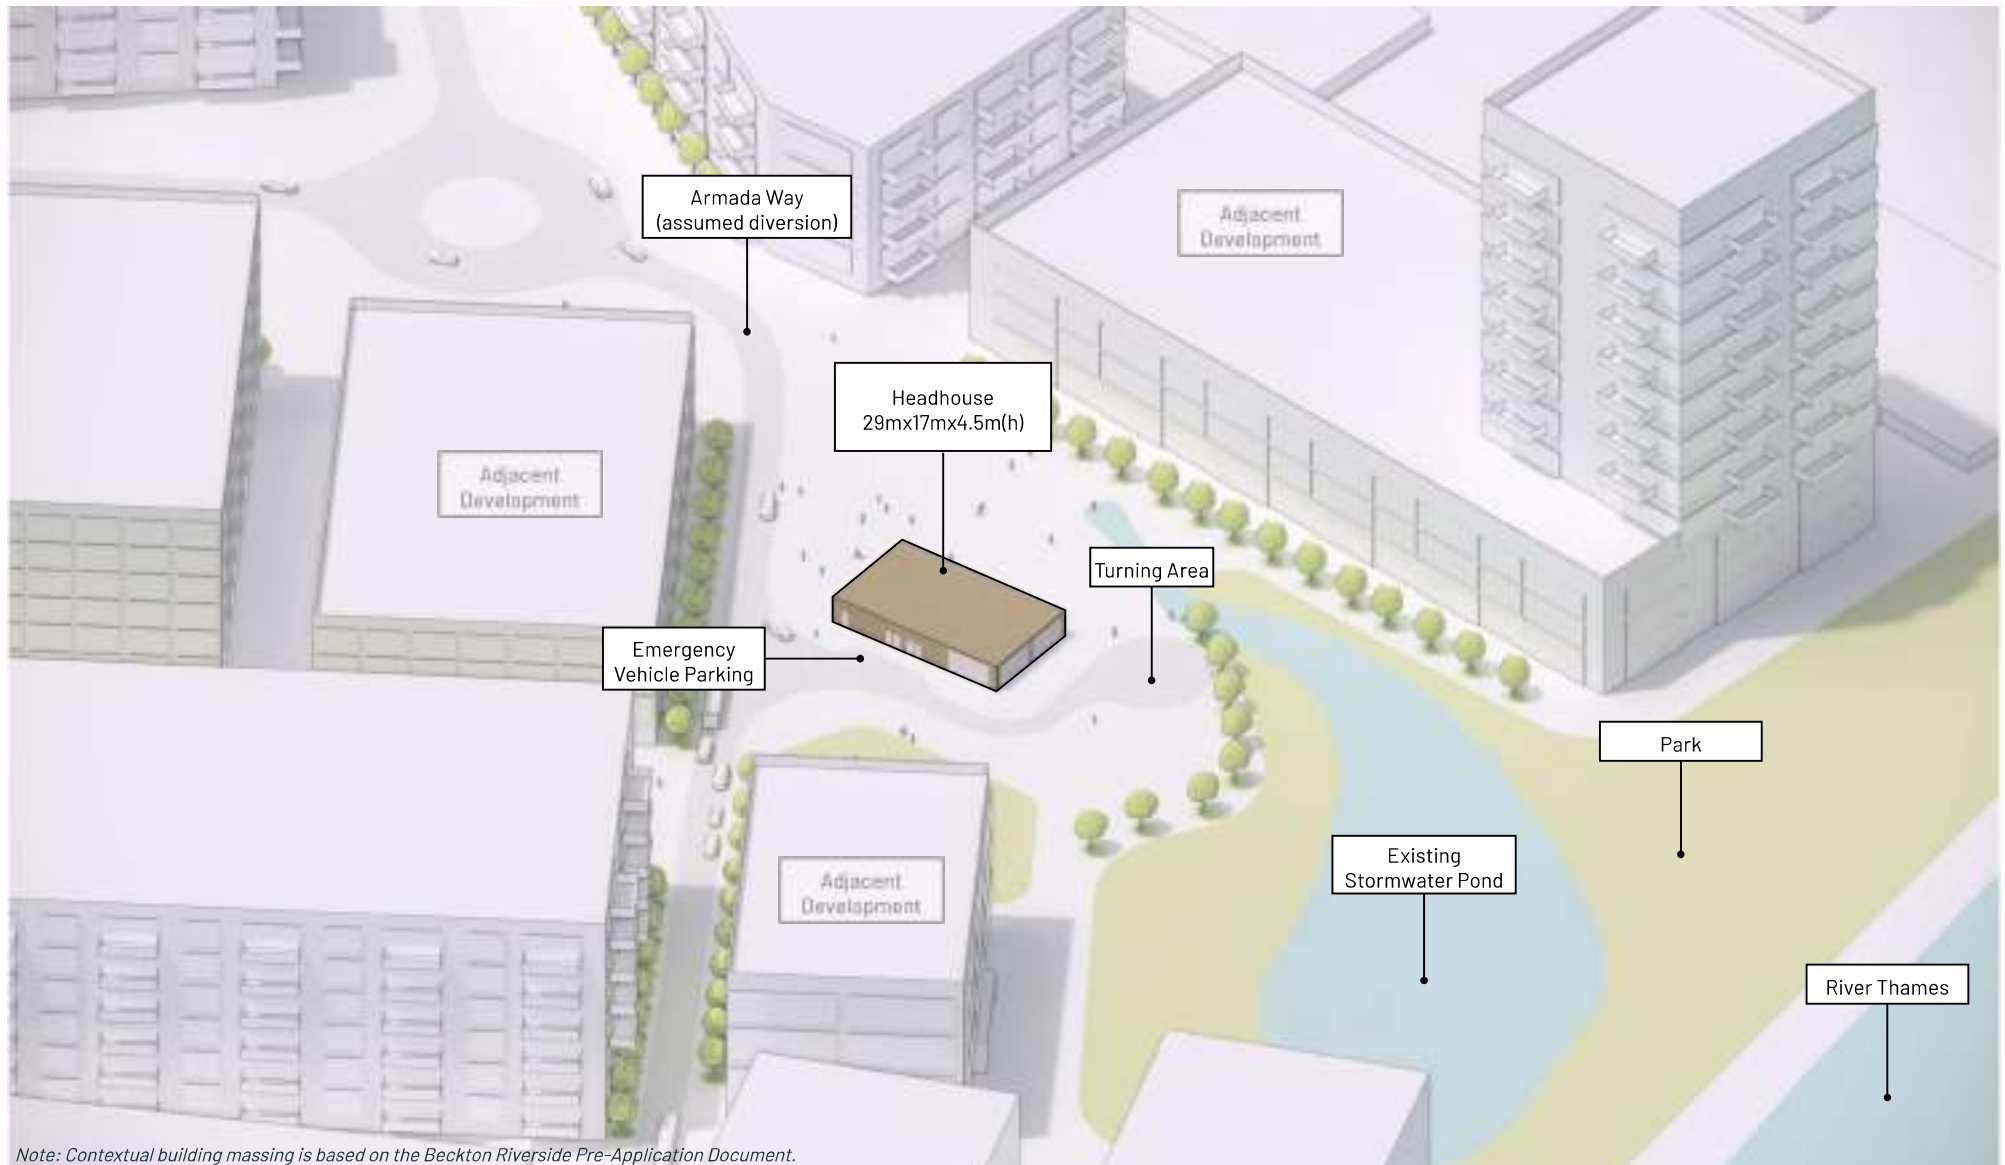 Armada Way
(assumed diversion)
Adjacent
Development
Headhouse
29mx17mx4.5m(h)
Adjacent
Development
Turning Area
Emergency
Vehicle Parking
Park
Existing
Stormwater Pond
Adjacent
Development
River Thames
Note: Contextual building massing is based on the Beckton Riverside Pre-Application Document.